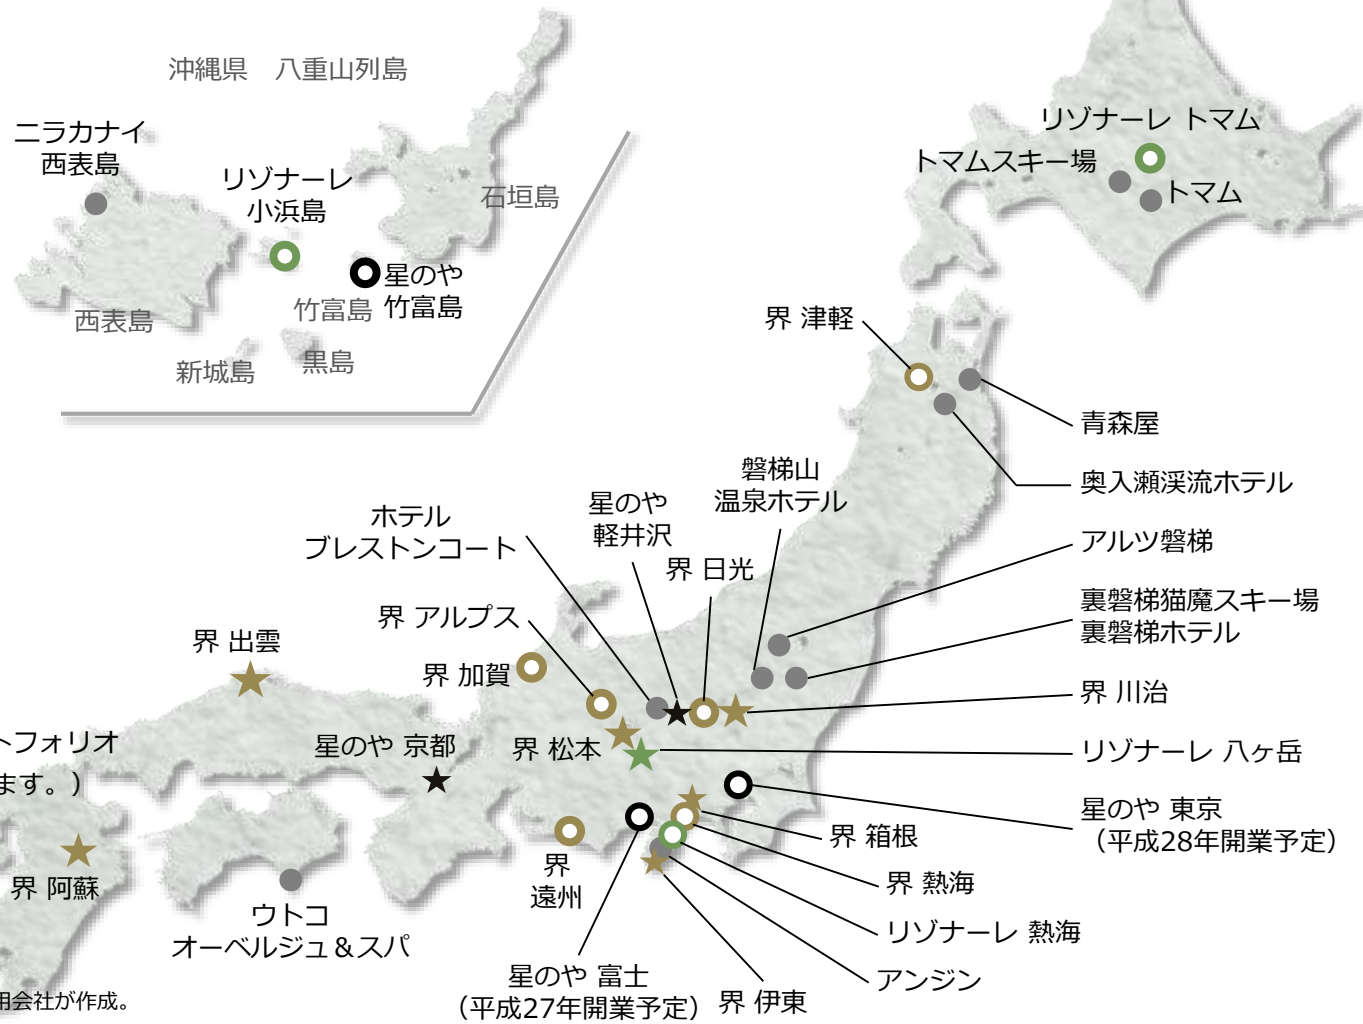 沖縄県　八重山列島
ニラカナイ
西表島
リゾナーレ
小浜島
石垣島
星のや
竹富島
竹富島
西表島
新城島
黒島
リゾナーレ トマム
トマムスキー場
トマム
界 津軽
青森屋
奥入瀬渓流ホテル
磐梯山
温泉ホテル
星のや
軽井沢
ホテル
ブレストンコート
界 日光
アルツ磐梯
裏磐梯猫魔スキー場
裏磐梯ホテル
界 アルプス
界 出雲
界 加賀
界 川治
トフォリオ
ます。）
星のや 京都
界 松本
リゾナーレ 八ヶ岳
星のや 東京
（平成28年開業予定）
界 箱根
界 阿蘇
界
遠州
界 熱海
ウトコ
オーベルジュ＆スパ
リゾナーレ 熱海
アンジン
星のや 富士
（平成27年開業予定）
界 伊東
用会社が作成。